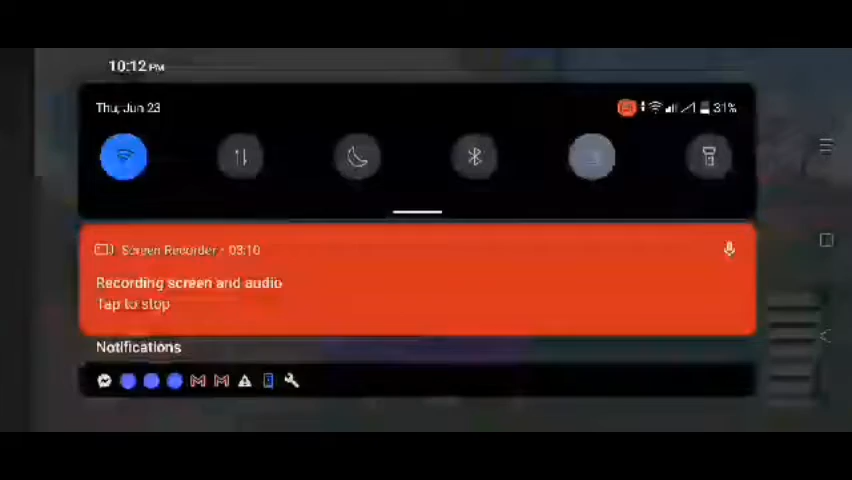 10:12 PM
Thu, Jun 23
31%
Screen Recorder • 03:10
Recording screen and audio
Tap to stop
Notifications